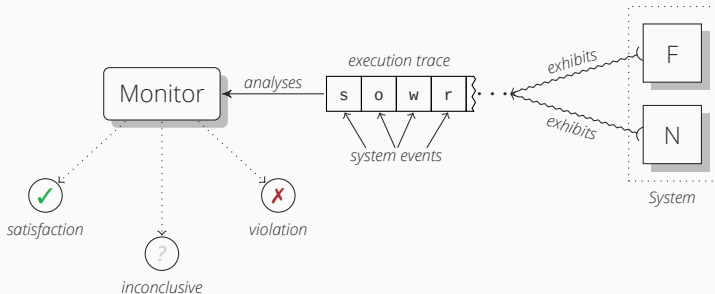 execution trace
Monitor
analyses
s o w r
exhibits
F
exhibits
N
system events
System
✓
✗
satisfaction
violation
?
inconclusive